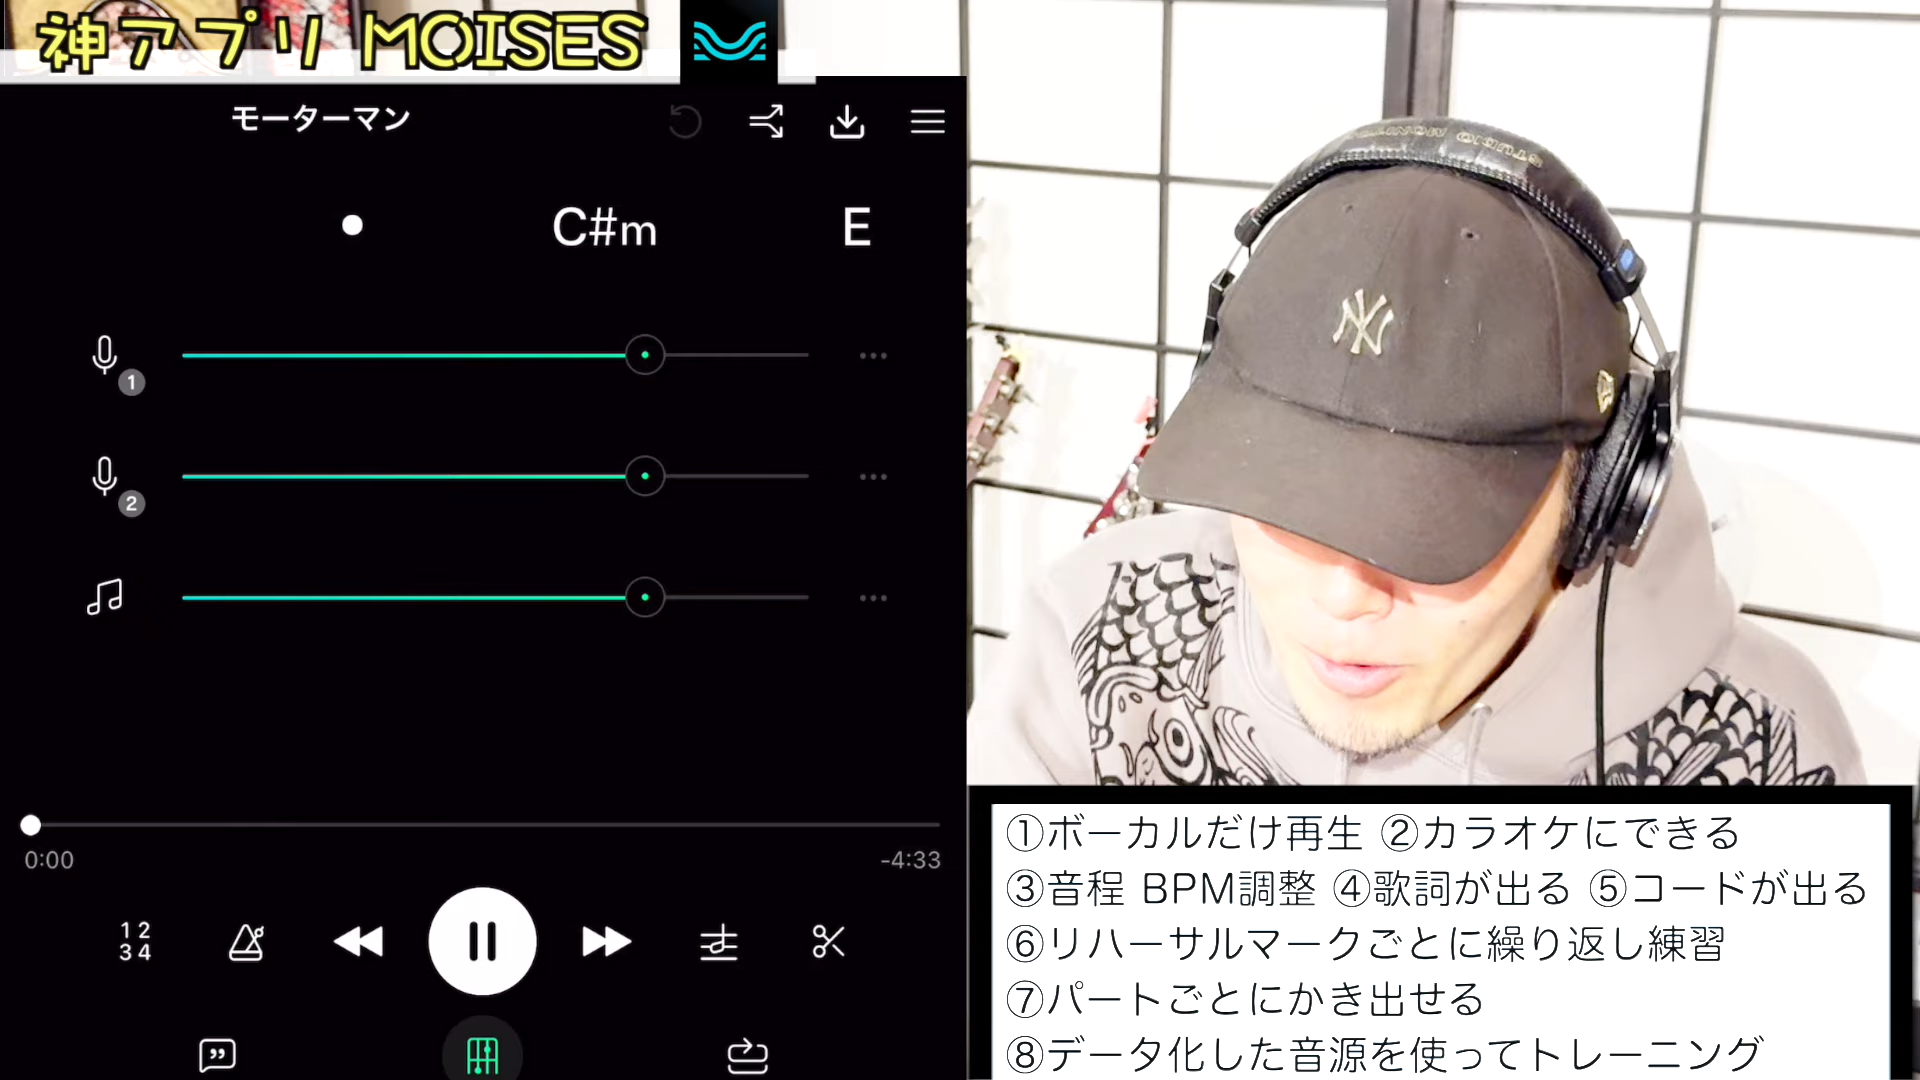 神アプリ MOISES
モーターマン
C#m E
1
2
0:00 -4:33
1 2
3 4
STUDIO MONITOR
NY
①ボーカルだけ再生 ②カラオケにできる
③音程 BPM調整 ④歌詞が出る ⑤コードが出る
⑥リハーサルマークごとに繰り返し練習
⑦パートごとにかき出せる
⑧データ化した音源を使ってトレーニング